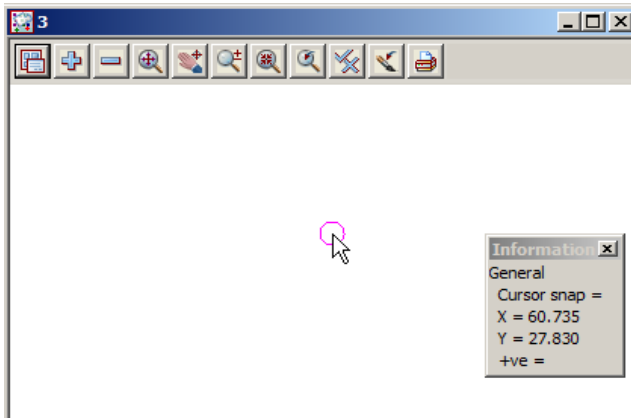 3
Information
General
Cursor snap =
X = 60.735
Y = 27.830
+ve =